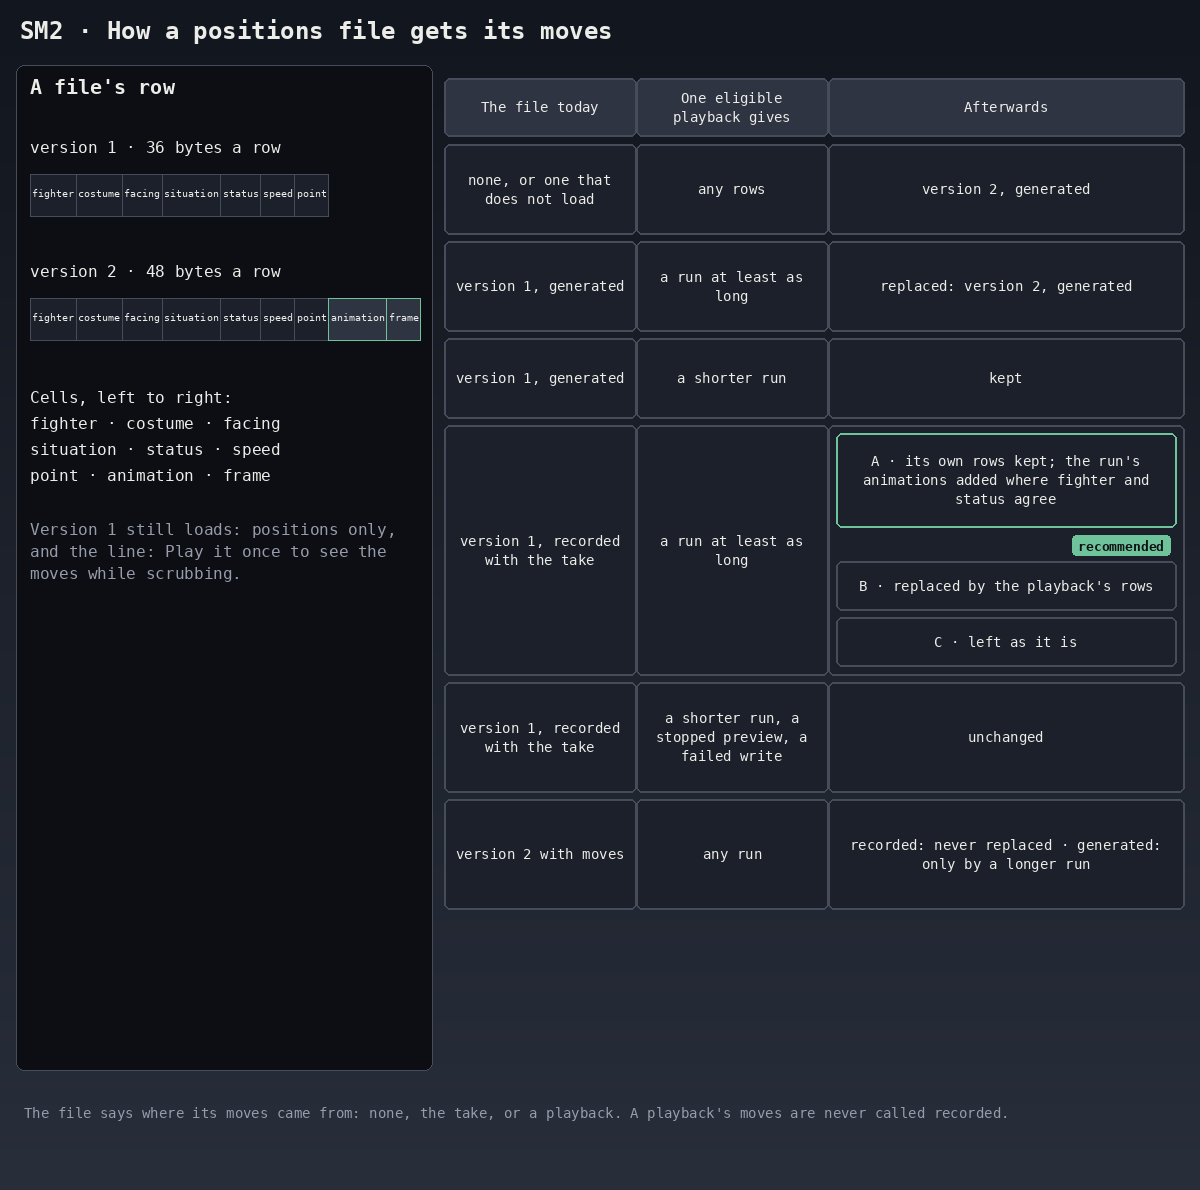 SM2 · How a positions file gets its moves
A file's row
version 1 · 36 bytes a row
fighter costume facing situation status speed point
version 2 · 48 bytes a row
fighter costume facing situation status speed point animation frame
Cells, left to right:
fighter · costume · facing
situation · status · speed
point · animation · frame
Version 1 still loads: positions only,
and the line: Play it once to see the
moves while scrubbing.
The file today
One eligible
playback gives
Afterwards
none, or one that
does not load
any rows
version 2, generated
version 1, generated
a run at least as
long
replaced: version 2, generated
version 1, generated
a shorter run
kept
version 1, recorded
with the take
a run at least as
long
A · its own rows kept; the run's
animations added where fighter and
status agree
recommended
B · replaced by the playback's rows
C · left as it is
version 1, recorded
with the take
a shorter run, a
stopped preview, a
failed write
unchanged
version 2 with moves
any run
recorded: never replaced · generated:
only by a longer run
The file says where its moves came from: none, the take, or a playback. A playback's moves are never called recorded.